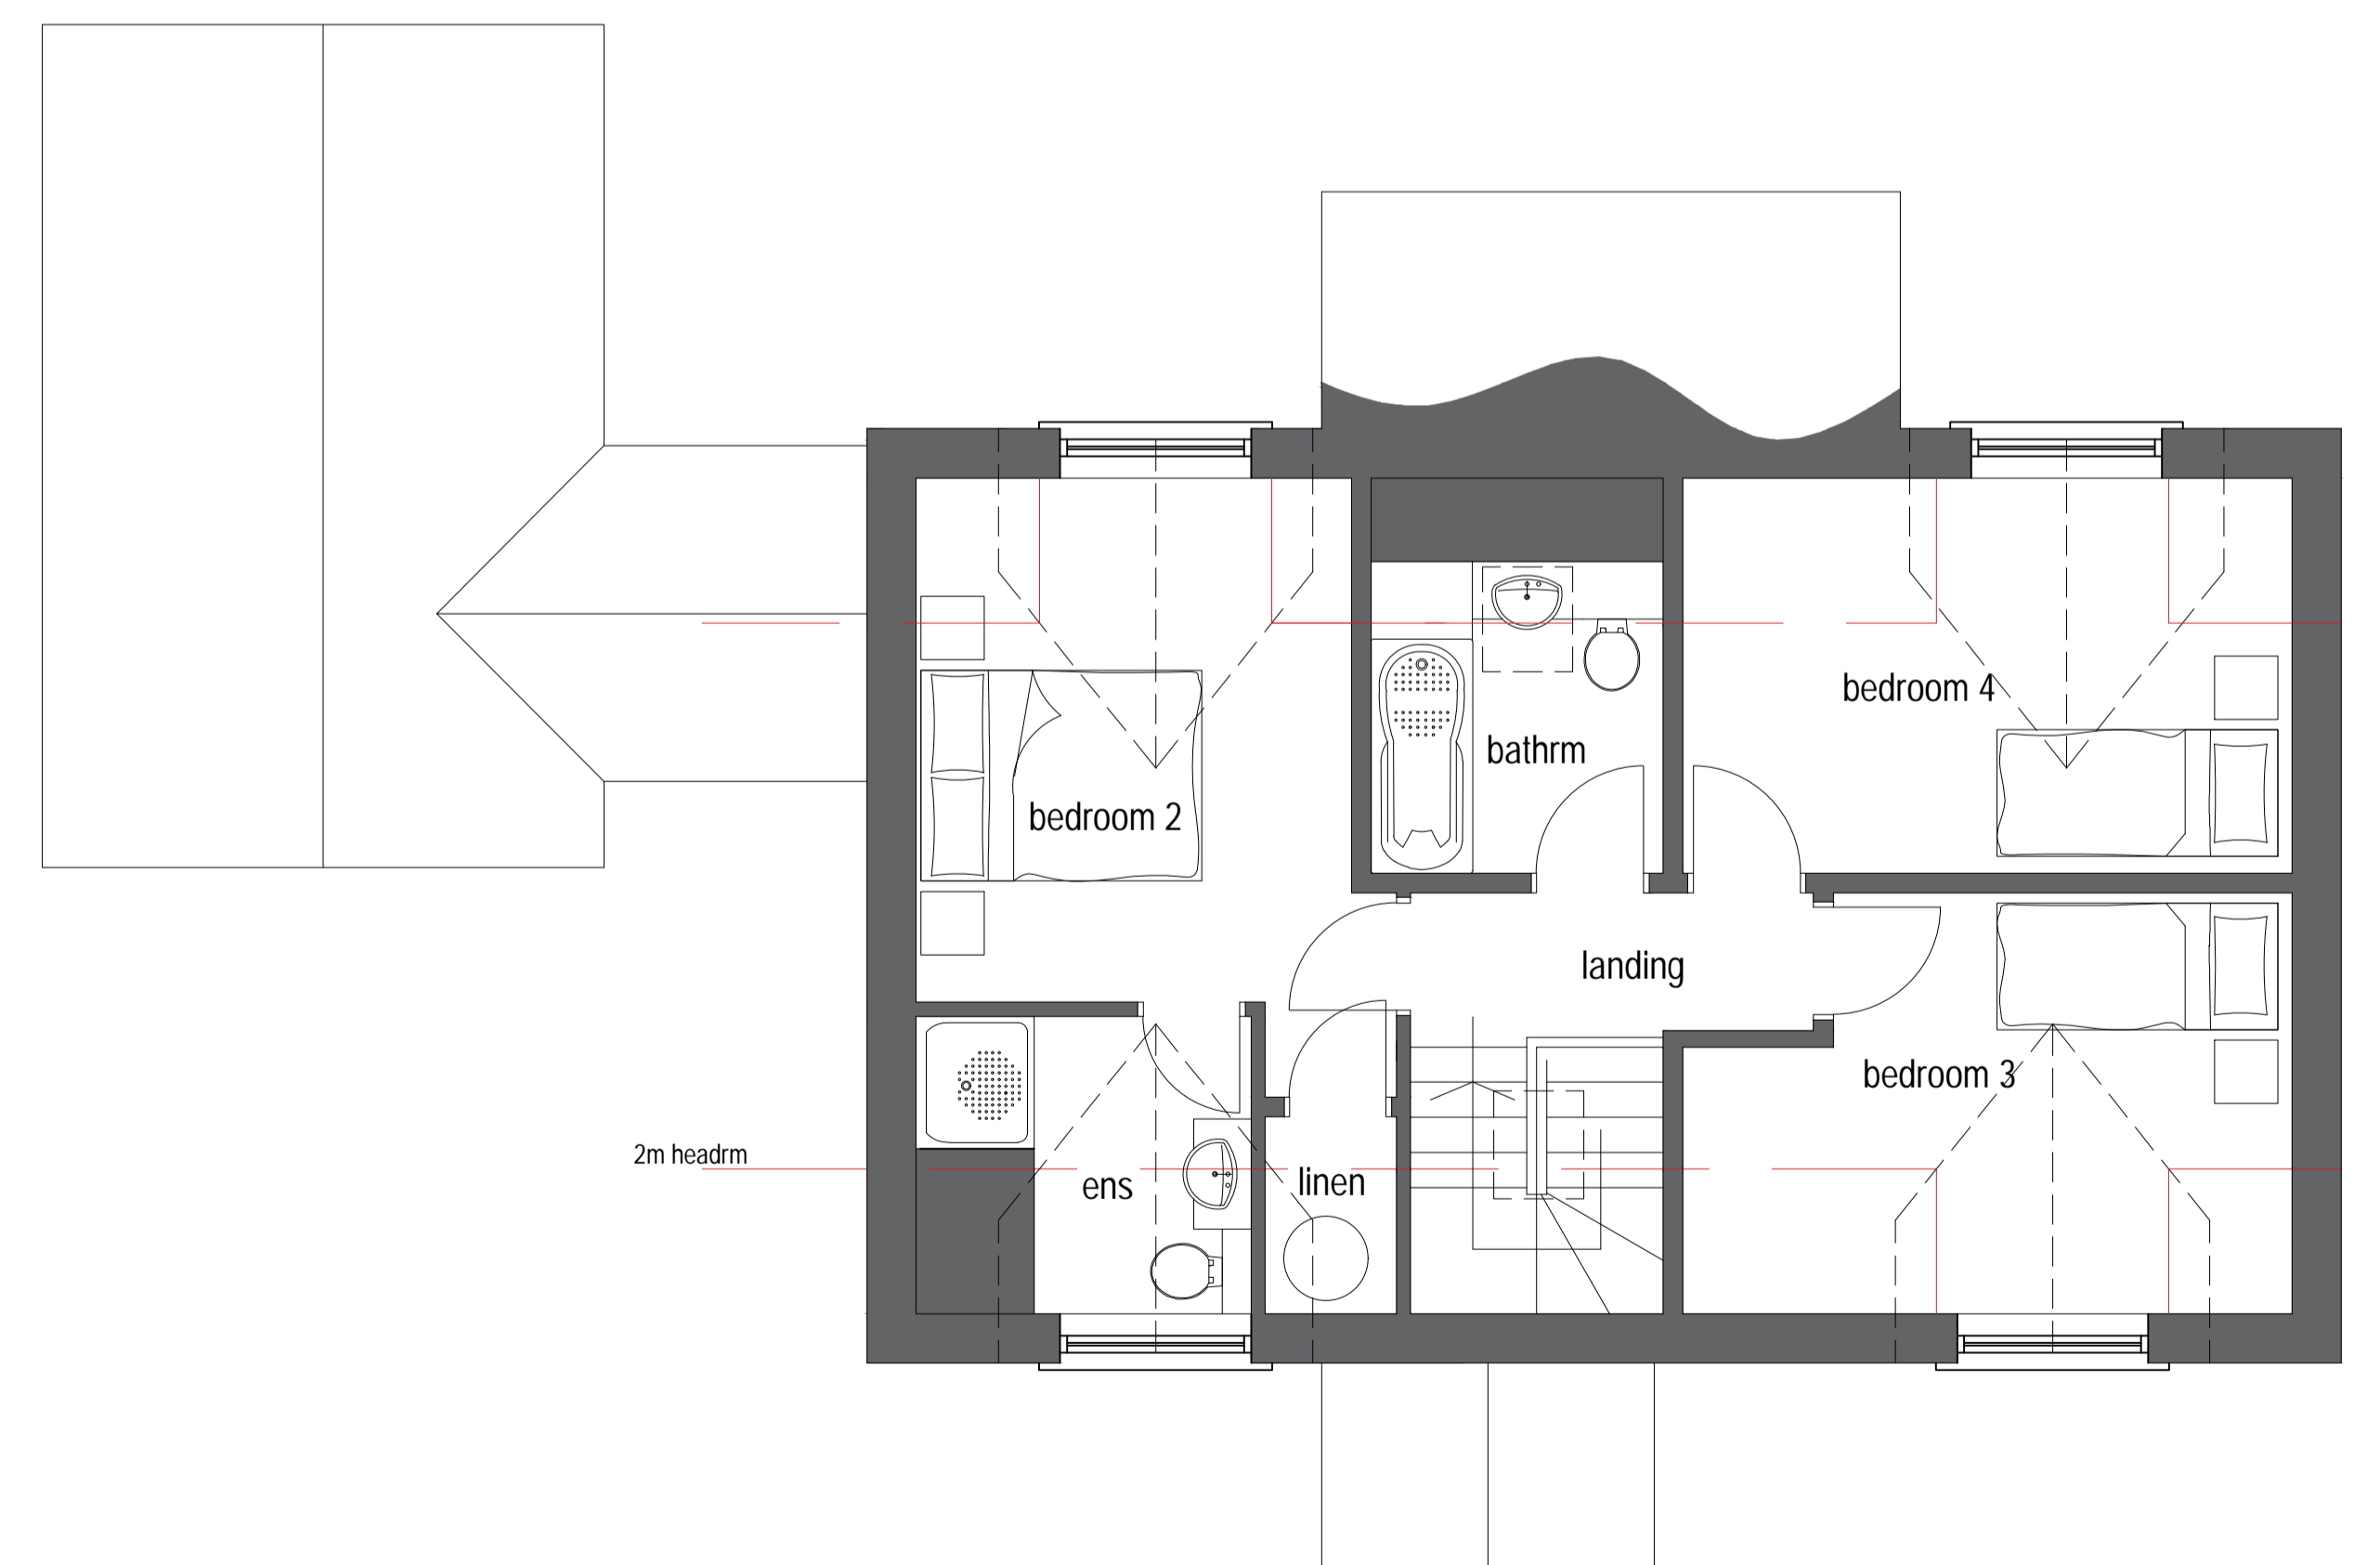 bedroom 4
bathrm
bedroom 2
landing
bedroom 3
2m headrm
ens
linen